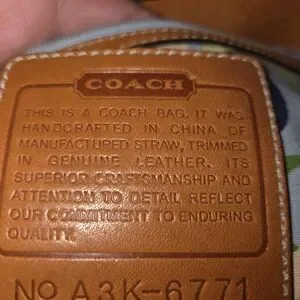 COACH
THIS IS A COACH BAG. IT WAS
HANDCRAFTED IN CHINA OF
MANUFACTURED STRAW, TRIMMED
IN GENUINE LEATHER. ITS
SUPERIOR CRAFTSMANSHIP AND
ATTENTION TO DETAIL REFLECT
OUR COMMITMENT TO ENDURING
QUALITY.
NO A3K-6771